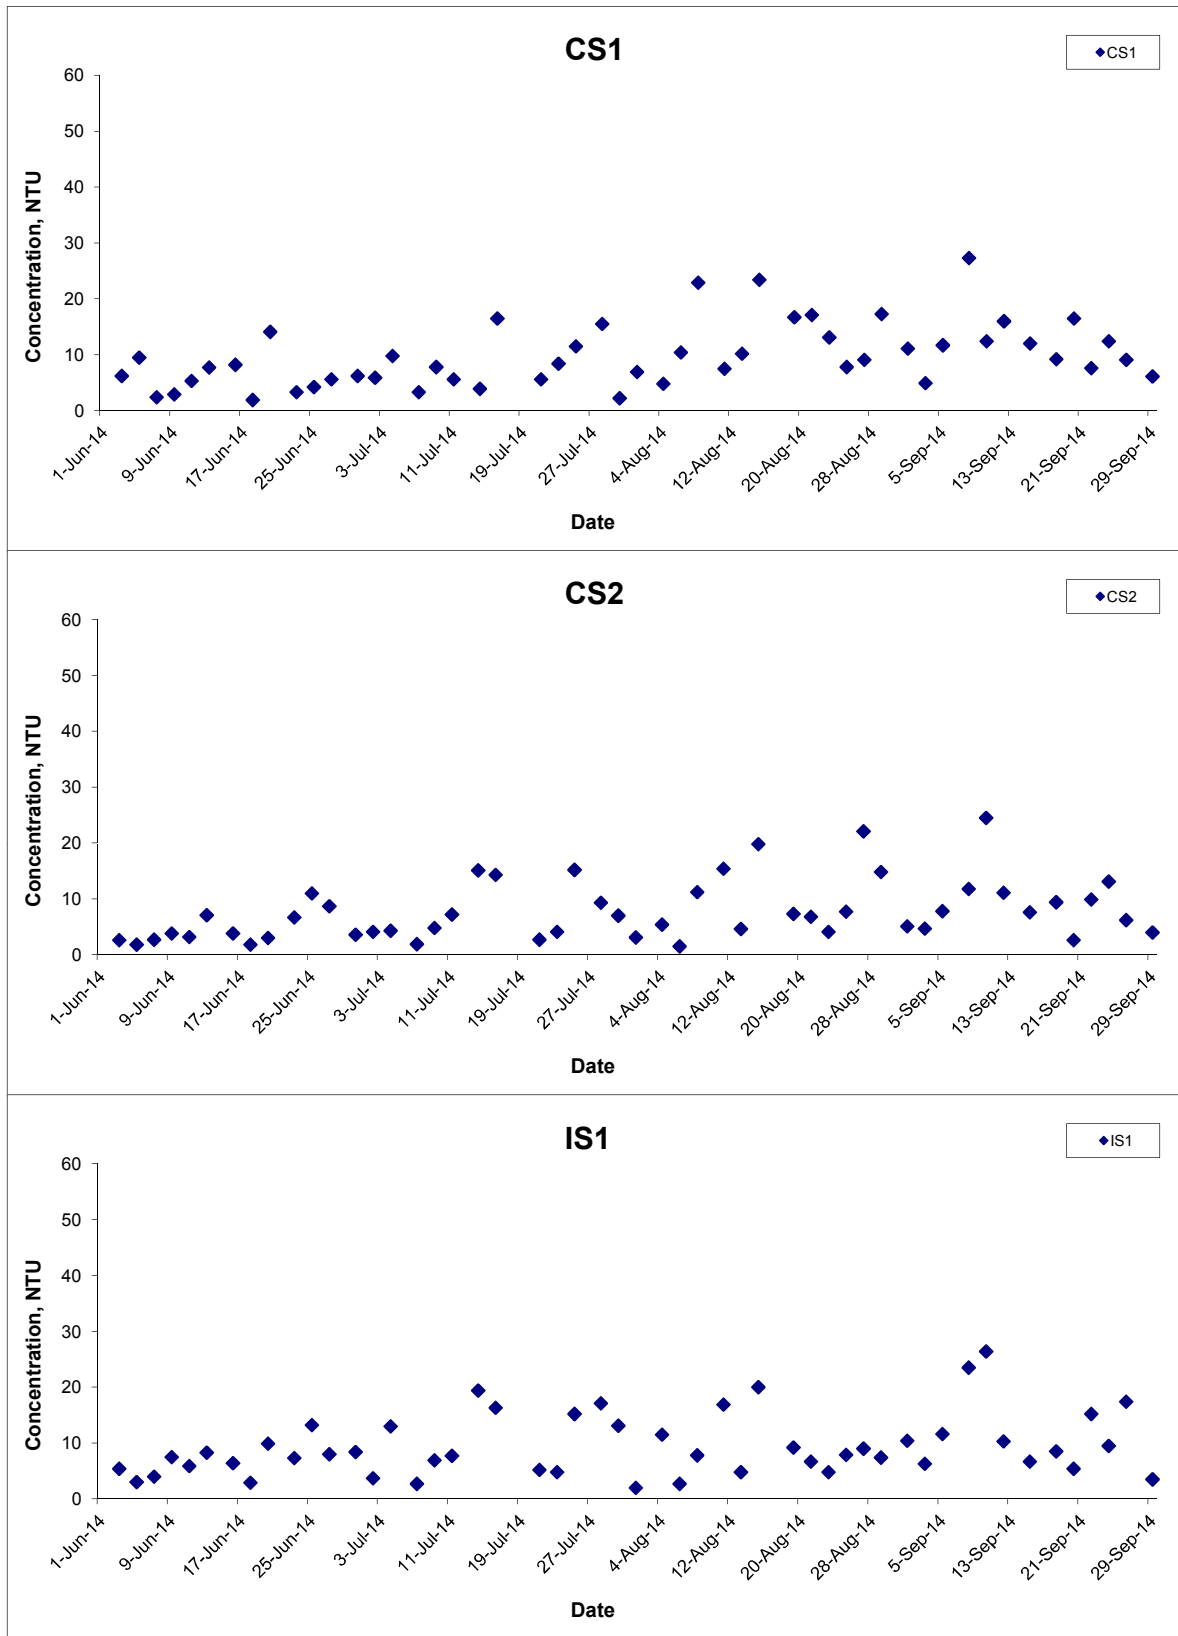 CS1
CS1
Concentration, NTU
60
50
40
30
20
10
0
1-Jun-14 9-Jun-14 17-Jun-14 25-Jun-14 3-Jul-14 11-Jul-14 19-Jul-14 27-Jul-14 4-Aug-14 12-Aug-14 20-Aug-14 28-Aug-14 5-Sep-14 13-Sep-14 21-Sep-14 29-Sep-14
Date
CS2
CS2
Concentration, NTU
60
50
40
30
20
10
0
1-Jun-14 9-Jun-14 17-Jun-14 25-Jun-14 3-Jul-14 11-Jul-14 19-Jul-14 27-Jul-14 4-Aug-14 12-Aug-14 20-Aug-14 28-Aug-14 5-Sep-14 13-Sep-14 21-Sep-14 29-Sep-14
Date
IS1
IS1
Concentration, NTU
60
50
40
30
20
10
0
1-Jun-14 9-Jun-14 17-Jun-14 25-Jun-14 3-Jul-14 11-Jul-14 19-Jul-14 27-Jul-14 4-Aug-14 12-Aug-14 20-Aug-14 28-Aug-14 5-Sep-14 13-Sep-14 21-Sep-14 29-Sep-14
Date